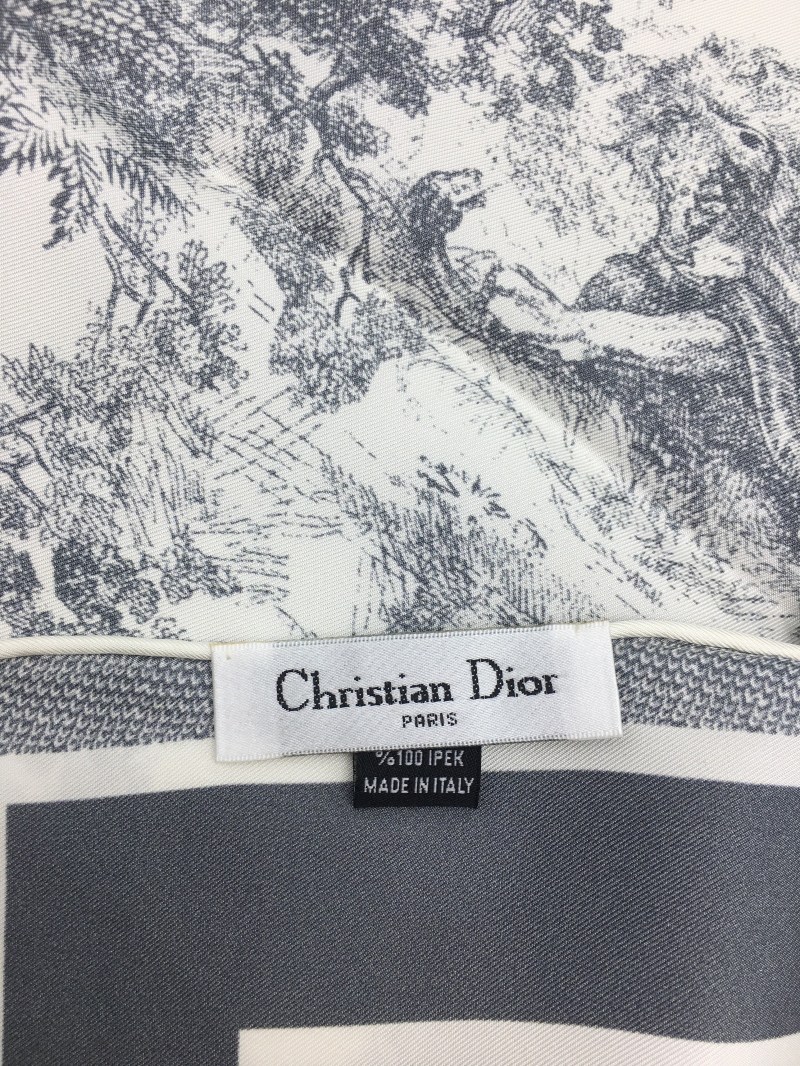 Christian Dior
PARIS
%100 IPEK
MADE IN ITALY